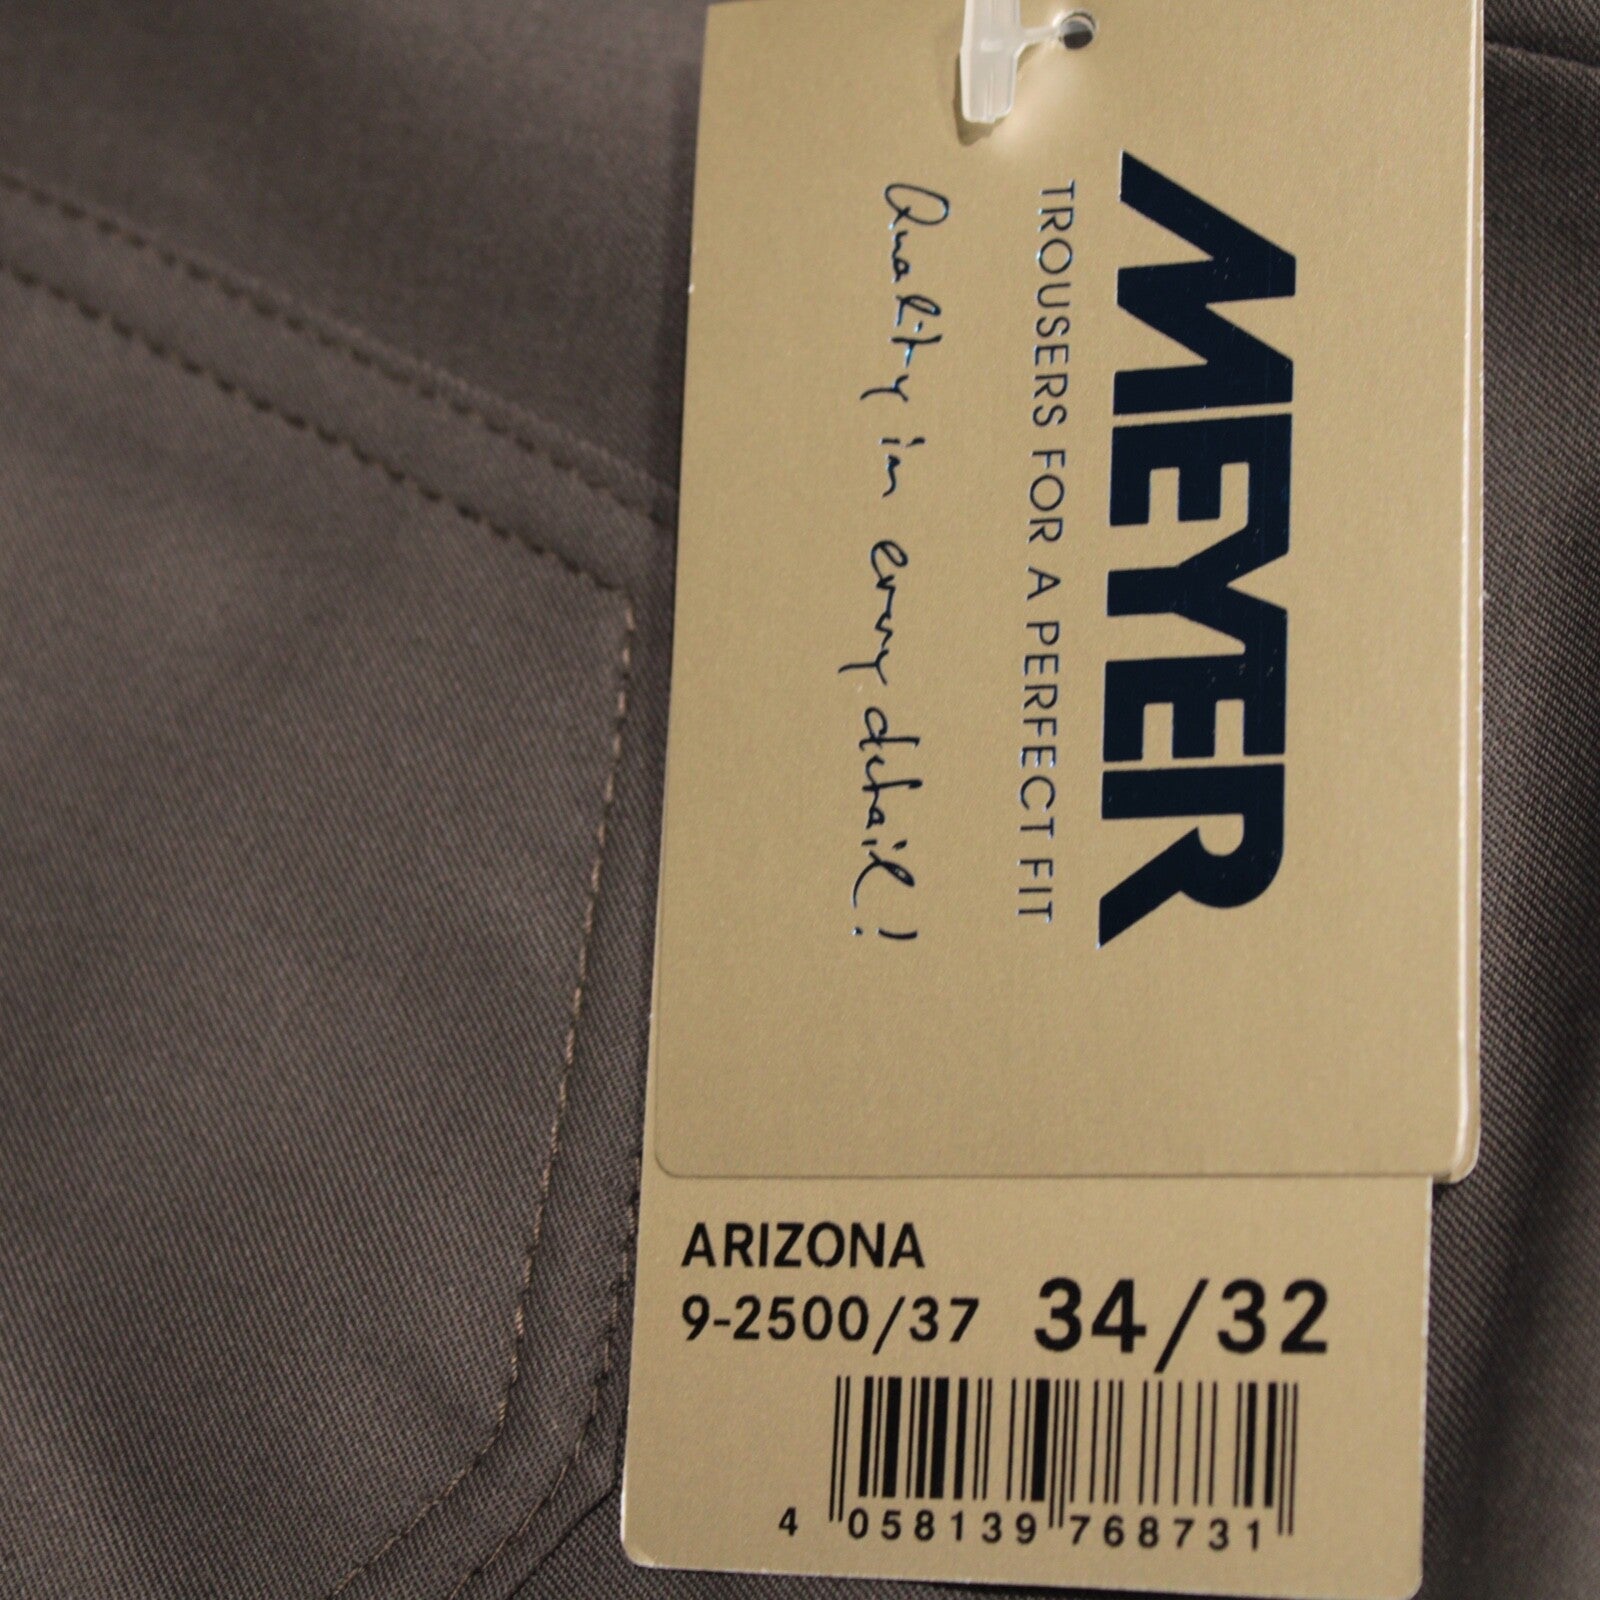 MEYER
TROUSERS FOR A PERFECT FIT
Quality in every detail!
ARIZONA
9-2500/37 34/32
4 058139 768731